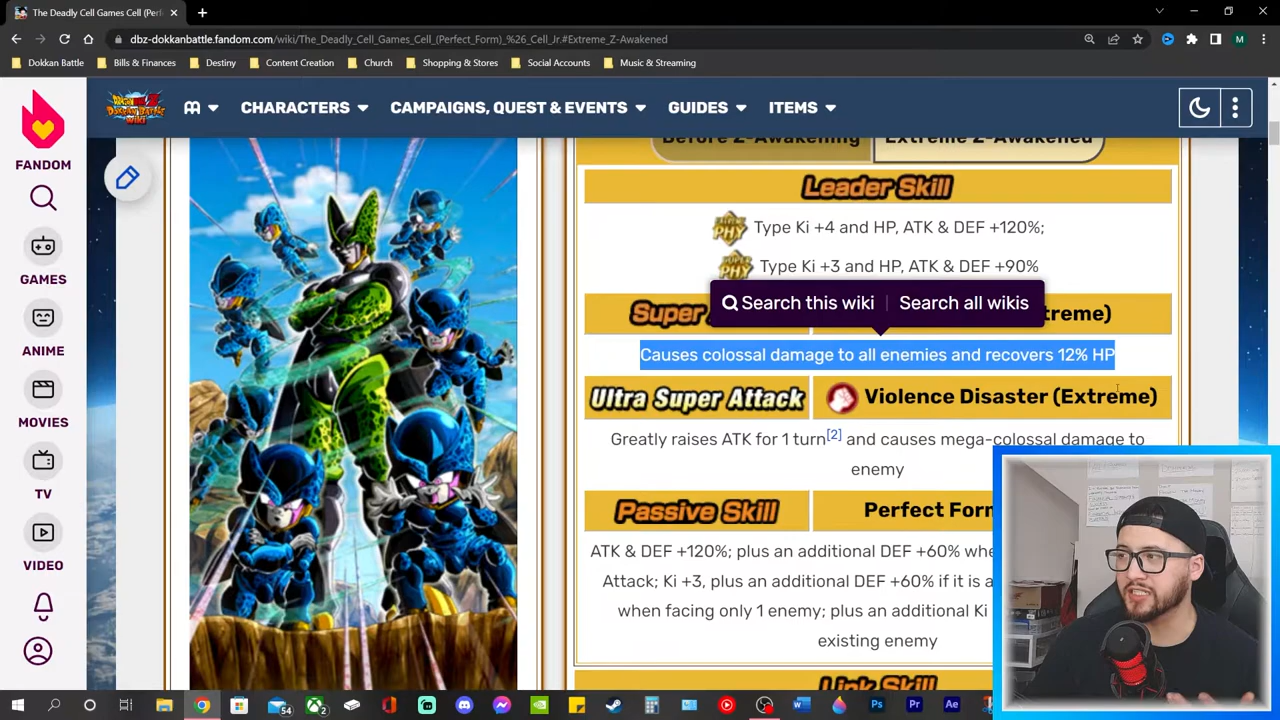 The Deadly Cell Games Cell (Perf
dbz-dokkanbattle.fandom.com/wiki/The_Deadly_Cell_Games_Cell_(Perfect_Form)_%26_Cell_Jr.#Extreme_Z-Awakened
M
Dokkan Battle
Bills & Finances
Destiny
Content Creation
Church
Shopping & Stores
Social Accounts
Music & Streaming
CHARACTERS
CAMPAIGNS, QUEST & EVENTS
GUIDES
ITEMS
FANDOM
GAMES
ANIME
MOVIES
TV
VIDEO
Before Z-Awakening
Extreme Z-Awakened
Leader Skill
PHY Type Ki +4 and HP, ATK & DEF +120%;
PHY Type Ki +3 and HP, ATK & DEF +90%
Search this wiki
Search all wikis
Super
treme)
Causes colossal damage to all enemies and recovers 12% HP
Ultra Super Attack
Violence Disaster (Extreme)
Greatly raises ATK for 1 turn[2] and causes mega-colossal damage to
enemy
Passive Skill
Perfect Form
ATK & DEF +120%; plus an additional DEF +60% whe
Attack; Ki +3, plus an additional DEF +60% if it is a
when facing only 1 enemy; plus an additional Ki
existing enemy
Link Skill
54
2